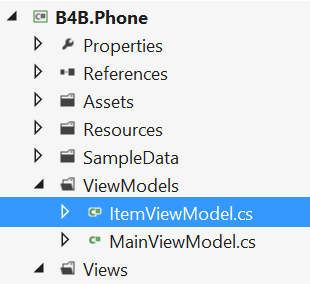 B4B.Phone
Properties
References
Assets
Resources
SampleData
ViewModels
ItemViewModel.cs
MainViewModel.cs
Views